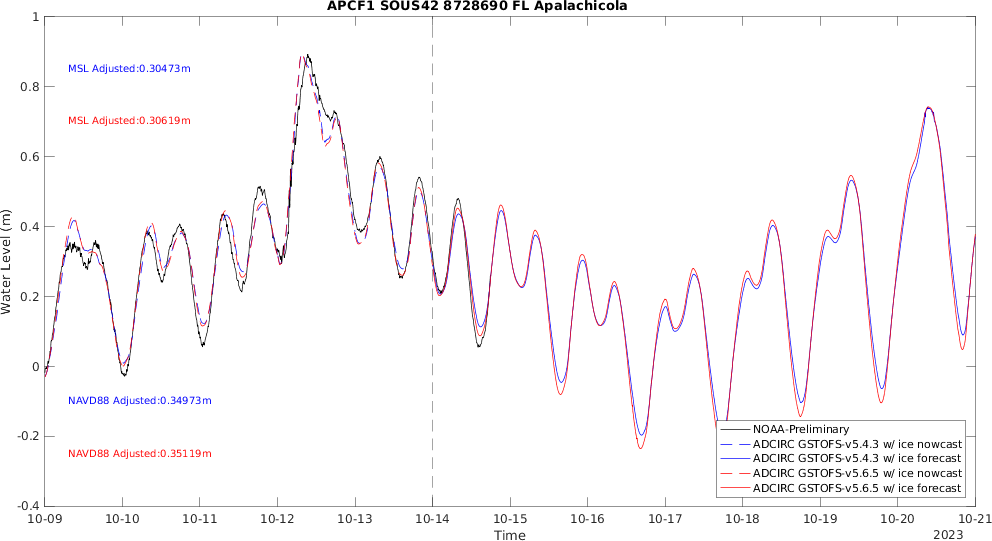 APCF1 SOUS42 8728690 FL Apalachicola
1
0.8
0.6
0.4
0.2
0
-0.2
-0.4
Water Level (m)
MSL Adjusted:0.30473m
MSL Adjusted:0.30619m
NAVD88 Adjusted:0.34973m
NAVD88 Adjusted:0.35119m
NOAA-Preliminary
ADCIRC GSTOFS-v5.4.3 w/ ice nowcast
ADCIRC GSTOFS-v5.4.3 w/ ice forecast
ADCIRC GSTOFS-v5.6.5 w/ ice nowcast
ADCIRC GSTOFS-v5.6.5 w/ ice forecast
10-09 10-10 10-11 10-12 10-13 10-14 10-15 10-16 10-17 10-18 10-19 10-20 10-21
Time
2023